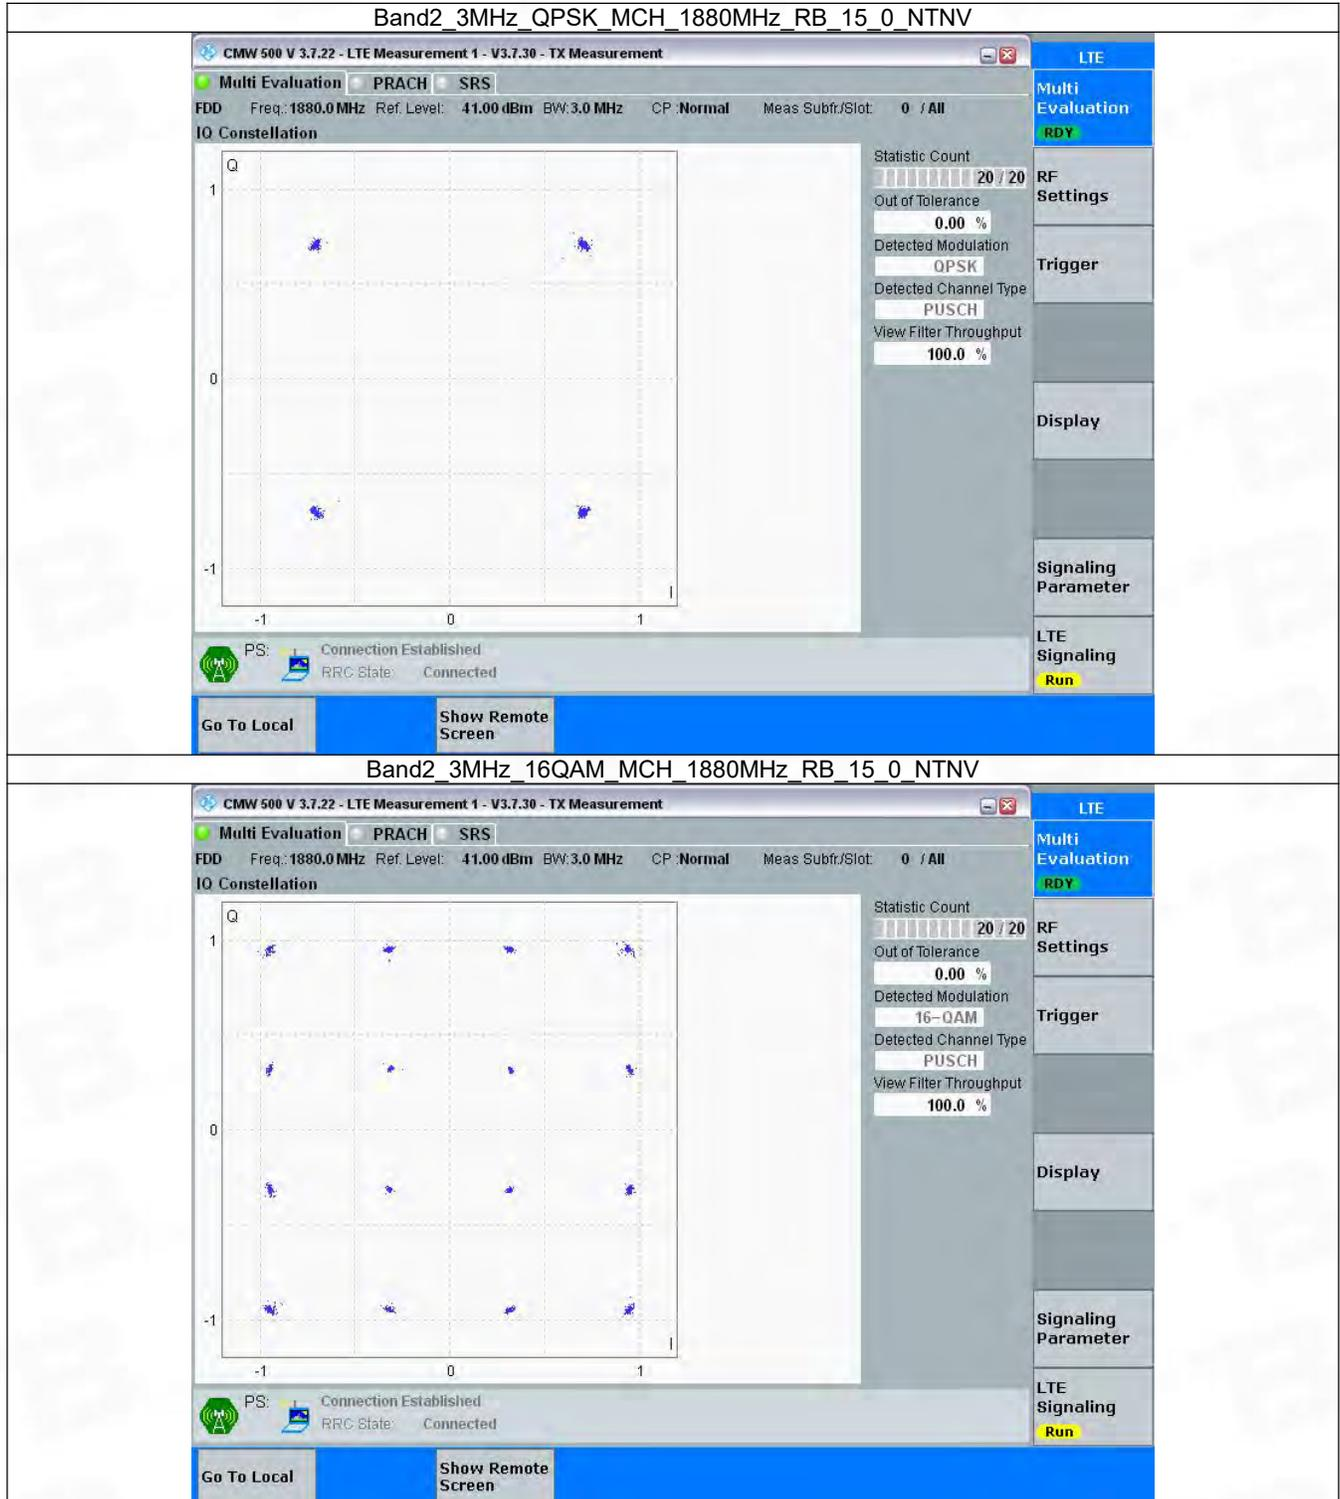 Band2_3MHz_QPSK_MCH_1880MHz_RB_15_0_NTNV
CMW 500 V 3.7.22 - LTE Measurement 1 - V3.7.30 - TX Measurement
LTE
Multi Evaluation PRACH SRS
Multi
Evaluation
RDY
FDD Freq.: 1880.0 MHz Ref. Level: 41.00 dBm BW: 3.0 MHz CP :Normal Meas Subfr./Slot: 0 / All
IQ Constellation
Q
1
0
-1
-1
0
1
I
Statistic Count
20 / 20
Out of Tolerance
0.00 %
Detected Modulation
QPSK
Detected Channel Type
PUSCH
View Filter Throughput
100.0 %
RF
Settings
Trigger
Display
Signaling
Parameter
LTE
Signaling
Run
PS: Connection Established
RRC State: Connected
Go To Local
Show Remote
Screen
Band2_3MHz_16QAM_MCH_1880MHz_RB_15_0_NTNV
CMW 500 V 3.7.22 - LTE Measurement 1 - V3.7.30 - TX Measurement
LTE
Multi Evaluation PRACH SRS
Multi
Evaluation
RDY
FDD Freq.: 1880.0 MHz Ref. Level: 41.00 dBm BW: 3.0 MHz CP :Normal Meas Subfr./Slot: 0 / All
IQ Constellation
Q
1
0
-1
-1
0
1
I
Statistic Count
20 / 20
Out of Tolerance
0.00 %
Detected Modulation
16-QAM
Detected Channel Type
PUSCH
View Filter Throughput
100.0 %
RF
Settings
Trigger
Display
Signaling
Parameter
LTE
Signaling
Run
PS: Connection Established
RRC State: Connected
Go To Local
Show Remote
Screen